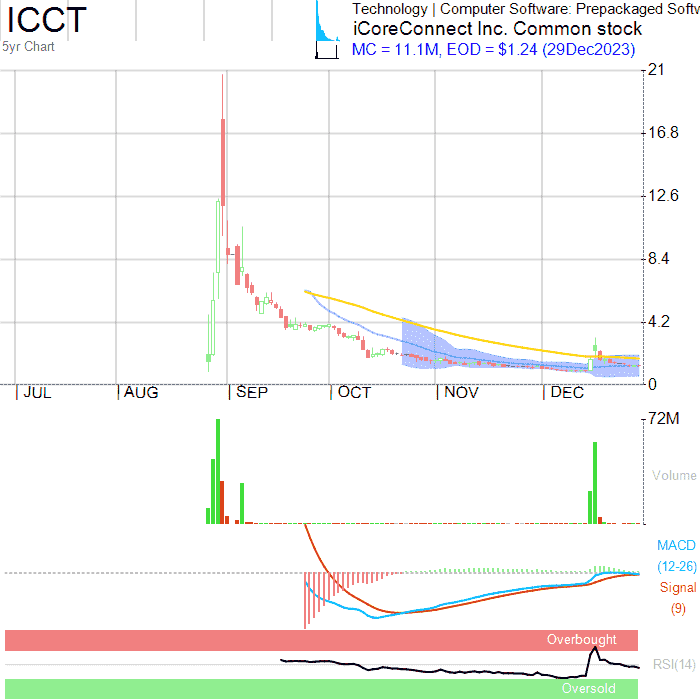 ICCT
5yr Chart
Technology | Computer Software: Prepackaged Softw
iCoreConnect Inc. Common stock
MC = 11.1M, EOD = $1.24 (29Dec2023)
21
16.8
12.6
8.4
4.2
0
JUL AUG SEP OCT NOV DEC
72M
Volume
MACD
(12-26)
Signal
(9)
Overbought
RSI(14)
Oversold